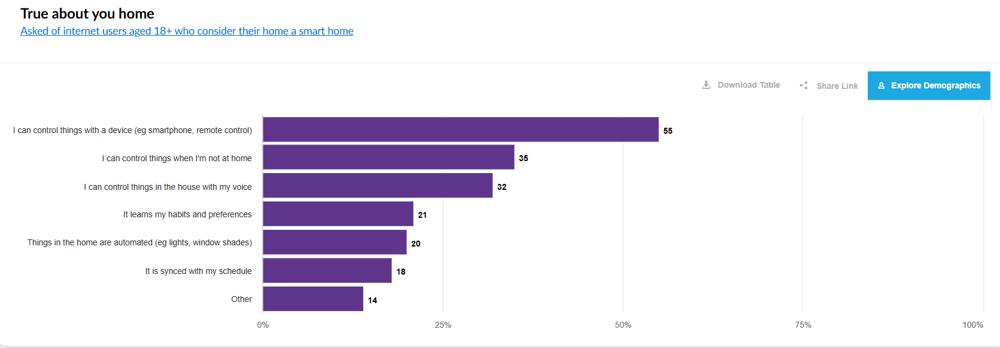 True about you home
Asked of internet users aged 18+ who consider their home a smart home
Download Table
Share Link
Explore Demographics
I can control things with a device (eg smartphone, remote control)
55
I can control things when I'm not at home
35
I can control things in the house with my voice
32
It learns my habits and preferences
21
Things in the home are automated (eg lights, window shades)
20
It is synced with my schedule
18
Other
14
0%
25%
50%
75%
100%